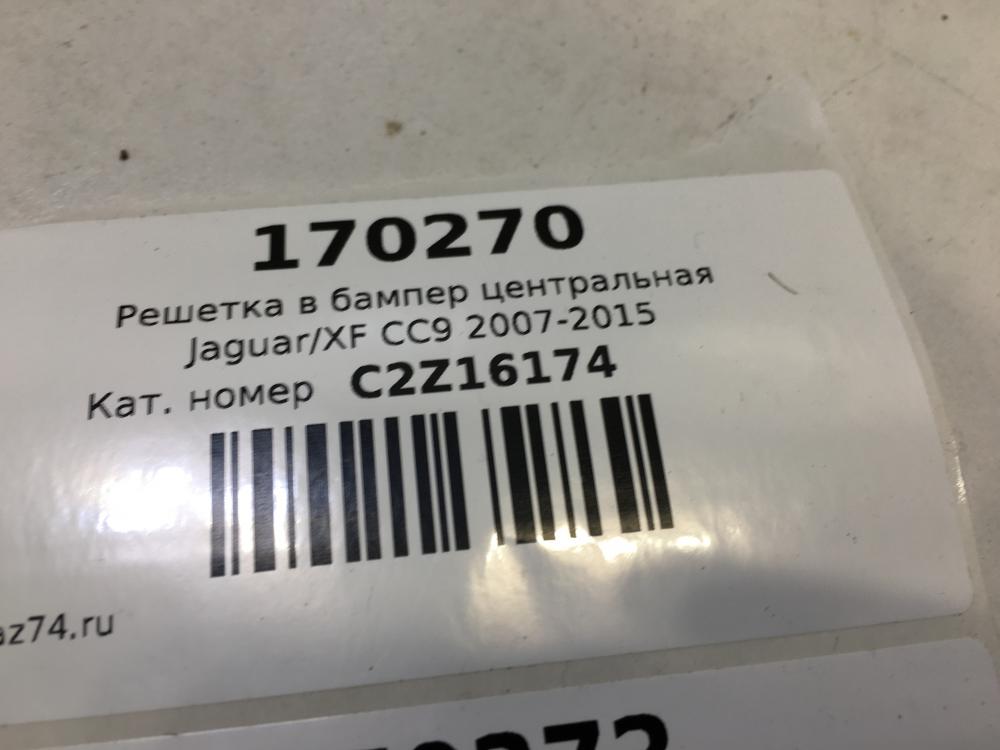 170270
Решетка в бампер центральная
Jaguar/XF CC9 2007-2015
Кат. номер C2Z16174
az74.ru